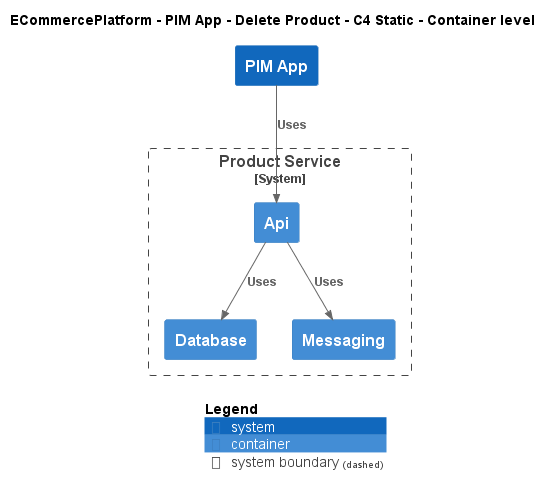 ECommercePlatform - PIM App - Delete Product - C4 Static - Container level
PIM App
Uses
Product Service
[System]
Api
Uses
Uses
Database
Messaging
Legend
system
container
system boundary (dashed)